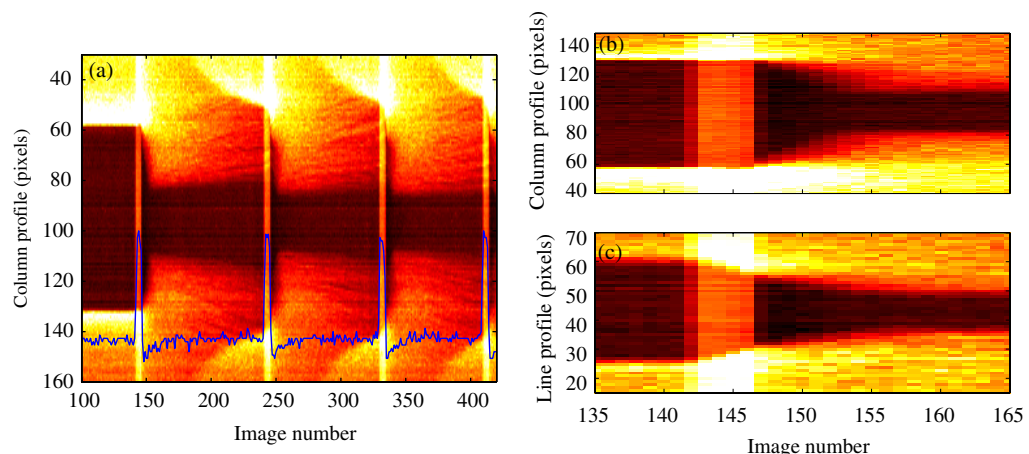 (a)
Column profile (pixels)
40
60
80
100
120
140
160
100 150 200 250 300 350 400
Image number
(b)
Column profile (pixels)
140
120
100
80
60
40
(c)
Line profile (pixels)
70
60
50
40
30
20
135 140 145 150 155 160 165
Image number